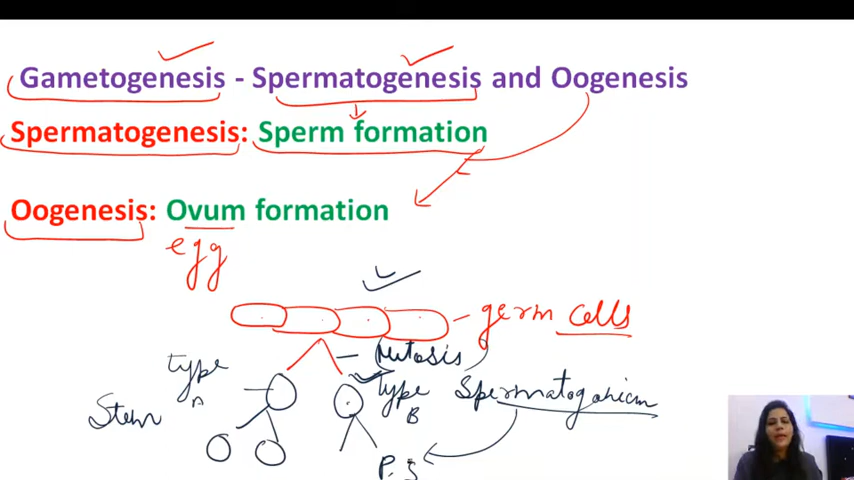 Gametogenesis - Spermatogenesis and Oogenesis
Spermatogenesis: Sperm formation
Oogenesis: Ovum formation
egg
germ cells
mitosis
type A
type B
Spermatogonium
Stem
P.S